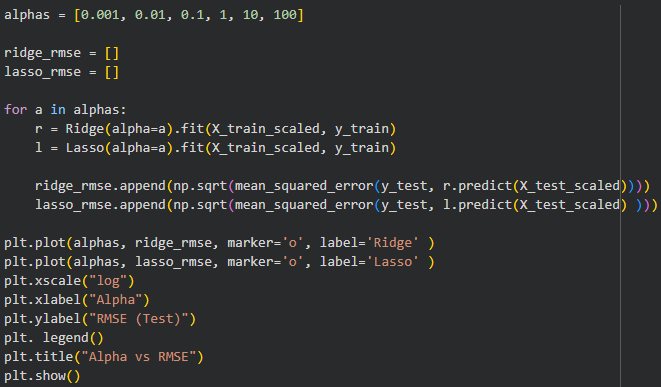 alphas = [0.001, 0.01, 0.1, 1, 10, 100]
ridge_rmse = []
lasso_rmse = []
for a in alphas:
    r = Ridge(alpha=a).fit(X_train_scaled, y_train)
    l = Lasso(alpha=a).fit(X_train_scaled, y_train)
    ridge_rmse.append(np.sqrt(mean_squared_error(y_test, r.predict(X_test_scaled))))
    lasso_rmse.append(np.sqrt(mean_squared_error(y_test, l.predict(X_test_scaled) )))
plt.plot(alphas, ridge_rmse, marker='o', label='Ridge' )
plt.plot(alphas, lasso_rmse, marker='o', label='Lasso' )
plt.xscale("log")
plt.xlabel("Alpha")
plt.ylabel("RMSE (Test)")
plt. legend()
plt.title("Alpha vs RMSE")
plt.show()